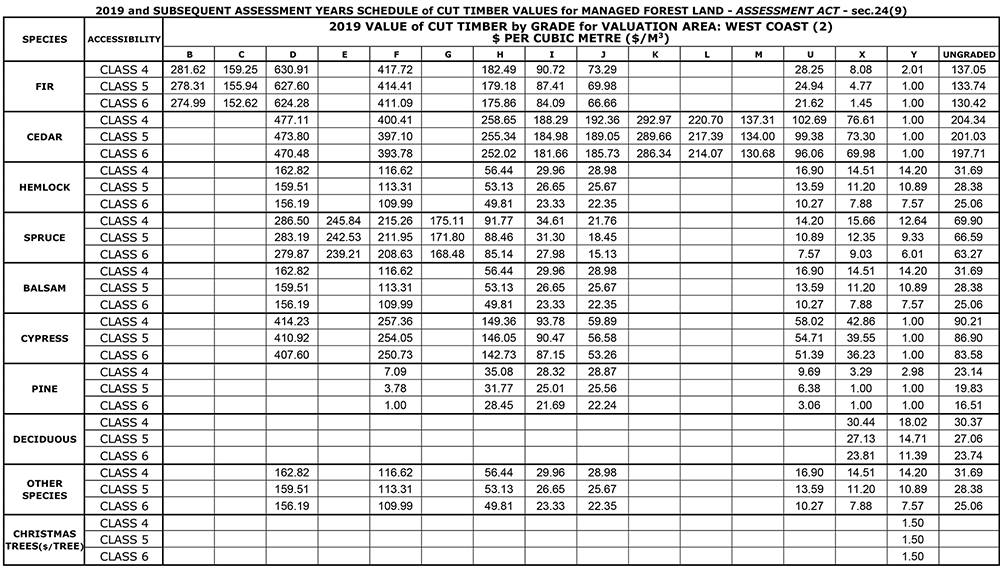 2019 and SUBSEQUENT ASSESSMENT YEARS SCHEDULE of CUT TIMBER VALUES for MANAGED FOREST LAND - ASSESSMENT ACT - sec.24(9)
SPECIES ACCESSIBILITY 2019 VALUE of CUT TIMBER by GRADE for VALUATION AREA: WEST COAST (2)
$ PER CUBIC METRE ($/M³)
B C D E F G H I J K L M U X Y UNGRADED
FIR
CLASS 4 281.62 159.25 630.91 417.72 182.49 90.72 73.29 28.25 8.08 2.01 137.05
CLASS 5 278.31 155.94 627.60 414.41 179.18 87.41 69.98 24.94 4.77 1.00 133.74
CLASS 6 274.99 152.62 624.28 411.09 175.86 84.09 66.66 21.62 1.45 1.00 130.42
CEDAR
CLASS 4 477.11 400.41 258.65 188.29 192.36 292.97 220.70 137.31 102.69 76.61 1.00 204.34
CLASS 5 473.80 397.10 255.34 184.98 189.05 289.66 217.39 134.00 99.38 73.30 1.00 201.03
CLASS 6 470.48 393.78 252.02 181.66 185.73 286.34 214.07 130.68 96.06 69.98 1.00 197.71
HEMLOCK
CLASS 4 162.82 116.62 56.44 29.96 28.98 16.90 14.51 14.20 31.69
CLASS 5 159.51 113.31 53.13 26.65 25.67 13.59 11.20 10.89 28.38
CLASS 6 156.19 109.99 49.81 23.33 22.35 10.27 7.88 7.57 25.06
SPRUCE
CLASS 4 286.50 245.84 215.26 175.11 91.77 34.61 21.76 14.20 15.66 12.64 69.90
CLASS 5 283.19 242.53 211.95 171.80 88.46 31.30 18.45 10.89 12.35 9.33 66.59
CLASS 6 279.87 239.21 208.63 168.48 85.14 27.98 15.13 7.57 9.03 6.01 63.27
BALSAM
CLASS 4 162.82 116.62 56.44 29.96 28.98 16.90 14.51 14.20 31.69
CLASS 5 159.51 113.31 53.13 26.65 25.67 13.59 11.20 10.89 28.38
CLASS 6 156.19 109.99 49.81 23.33 22.35 10.27 7.88 7.57 25.06
CYPRESS
CLASS 4 414.23 257.36 149.36 93.78 59.89 58.02 42.86 1.00 90.21
CLASS 5 410.92 254.05 146.05 90.47 56.58 54.71 39.55 1.00 86.90
CLASS 6 407.60 250.73 142.73 87.15 53.26 51.39 36.23 1.00 83.58
PINE
CLASS 4 7.09 35.08 28.32 28.87 9.69 3.29 2.98 23.14
CLASS 5 3.78 31.77 25.01 25.56 6.38 1.00 1.00 19.83
CLASS 6 1.00 28.45 21.69 22.24 3.06 1.00 1.00 16.51
DECIDUOUS
CLASS 4 30.44 18.02 30.37
CLASS 5 27.13 14.71 27.06
CLASS 6 23.81 11.39 23.74
OTHER
SPECIES
CLASS 4 162.82 116.62 56.44 29.96 28.98 16.90 14.51 14.20 31.69
CLASS 5 159.51 113.31 53.13 26.65 25.67 13.59 11.20 10.89 28.38
CLASS 6 156.19 109.99 49.81 23.33 22.35 10.27 7.88 7.57 25.06
CHRISTMAS
TREES($/TREE)
CLASS 4 1.50
CLASS 5 1.50
CLASS 6 1.50